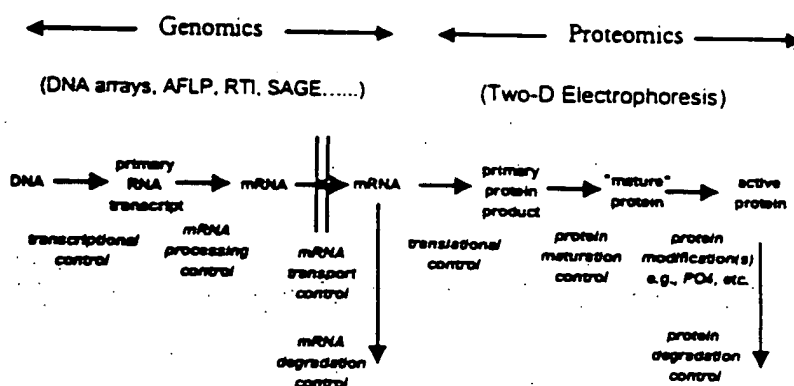 Genomics
Proteomics
(DNA arrays, AFLP, RTI, SAGE......)
(Two-D Electrophoresis)
DNA
primary
RNA
transcript
mRNA
mRNA
primary
protein
product
"mature"
protein
active
protein
transcriptional
control
mRNA
processing
control
mRNA
transport
control
translational
control
protein
maturation
control
protein
modification(s)
e.g., PO4, etc.
mRNA
degradation
control
protein
degradation
control